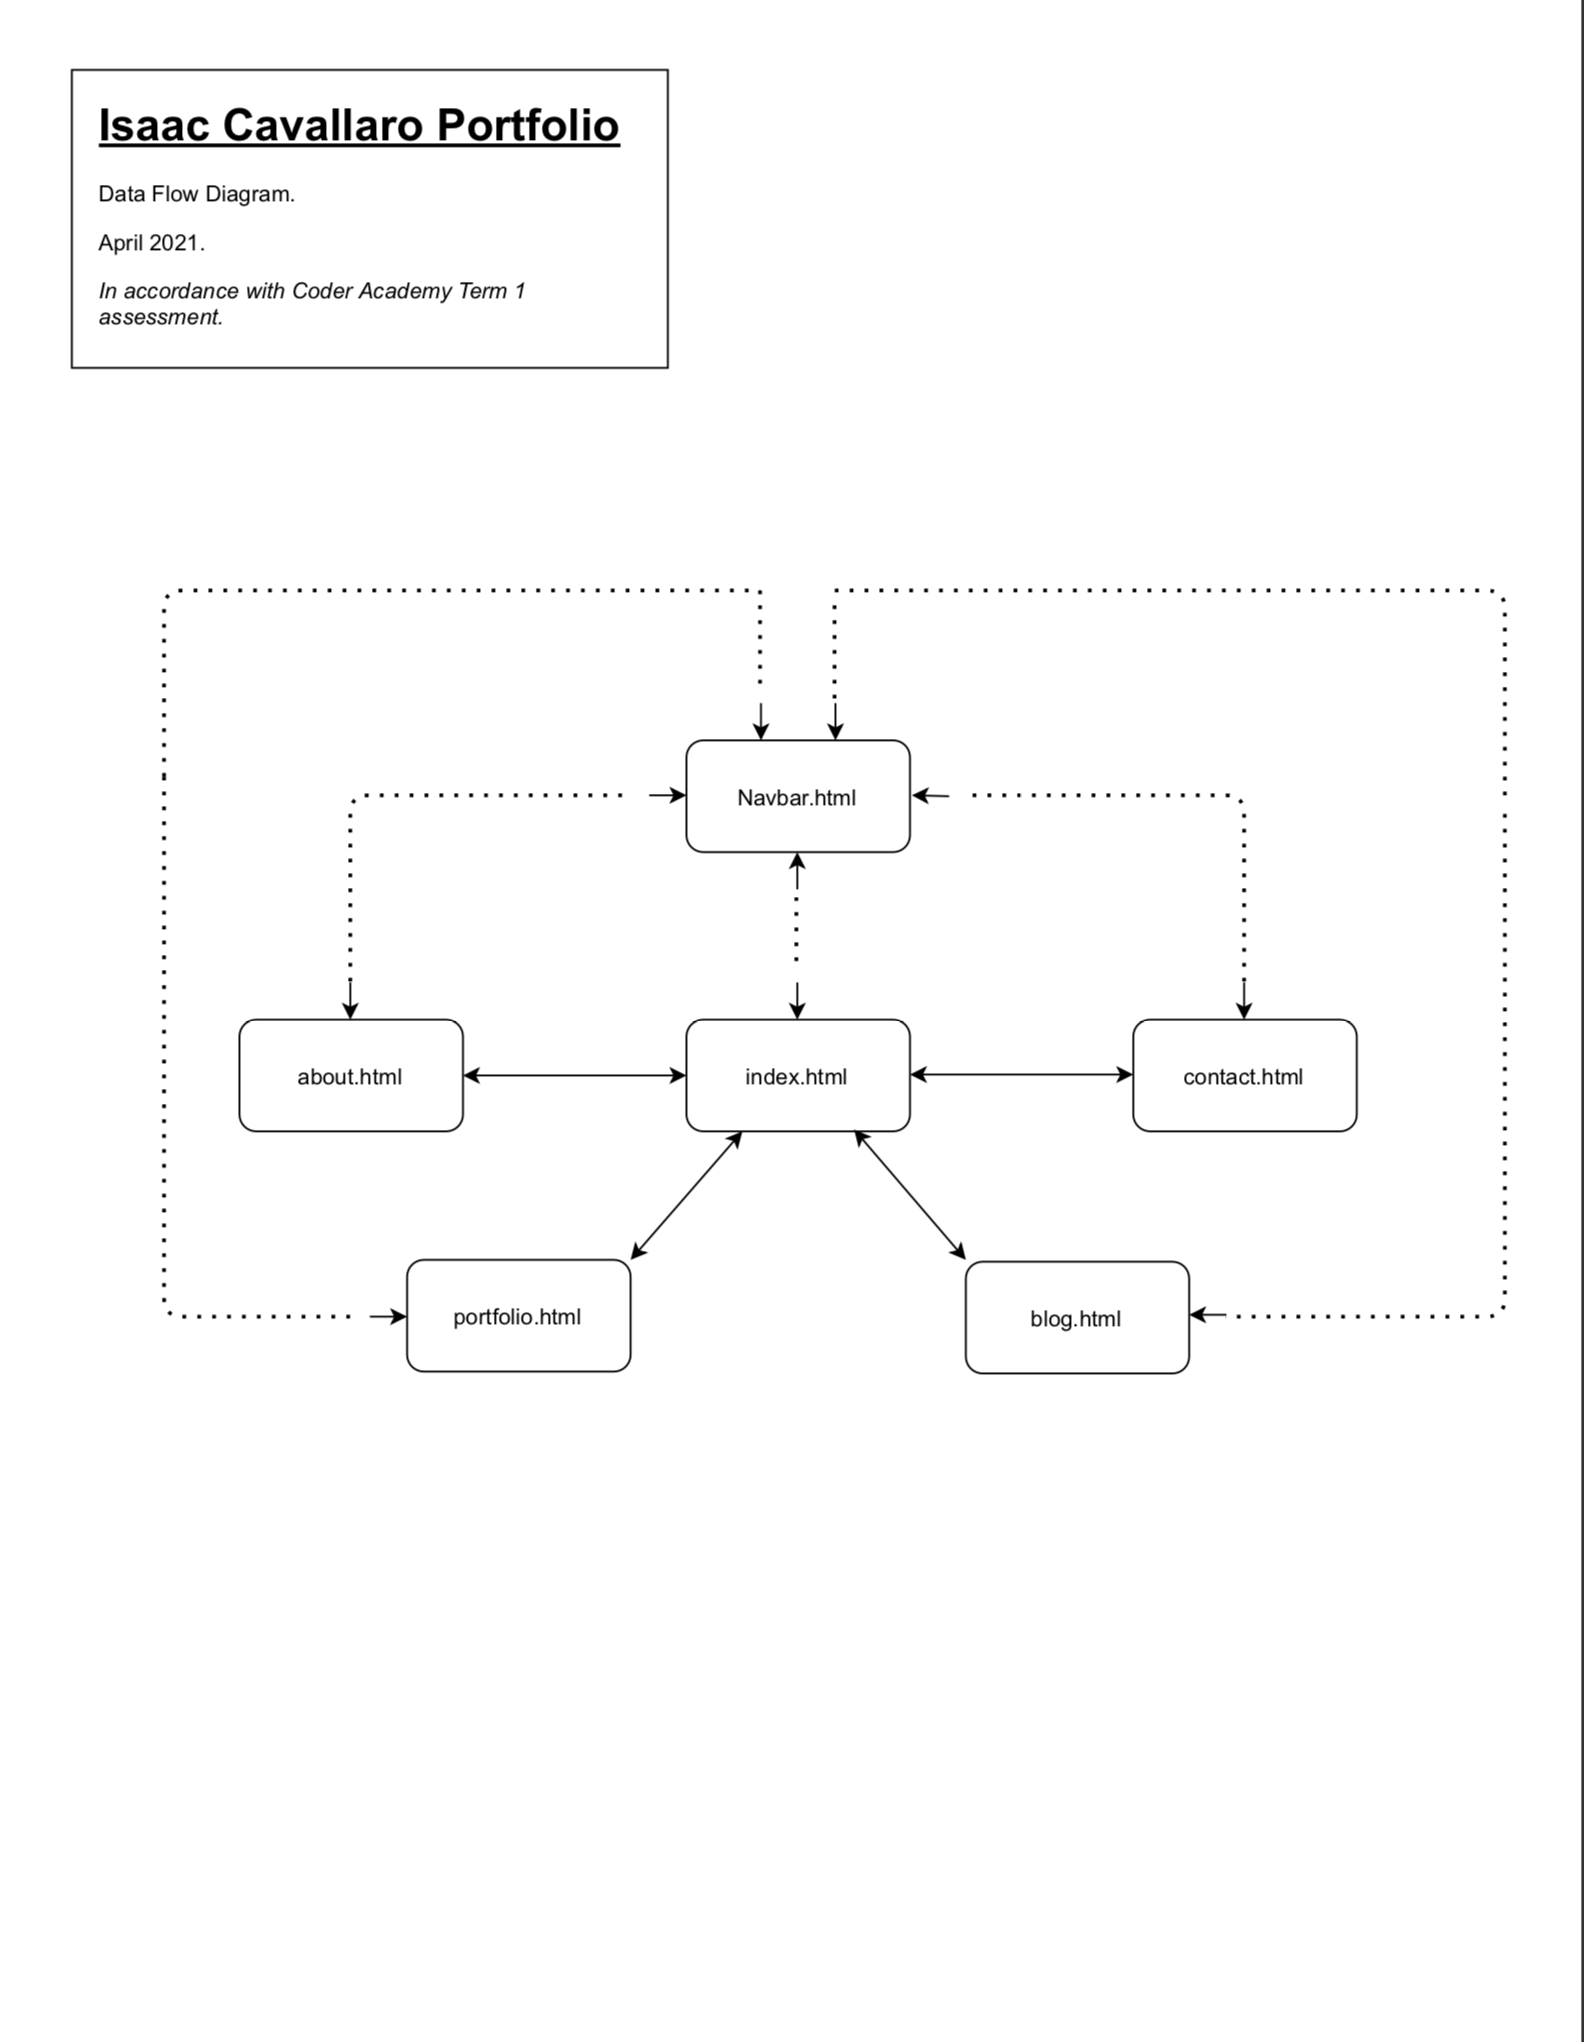 Isaac Cavallaro Portfolio
Data Flow Diagram.
April 2021.
In accordance with Coder Academy Term 1
assessment.
Navbar.html
about.html
index.html
contact.html
portfolio.html
blog.html